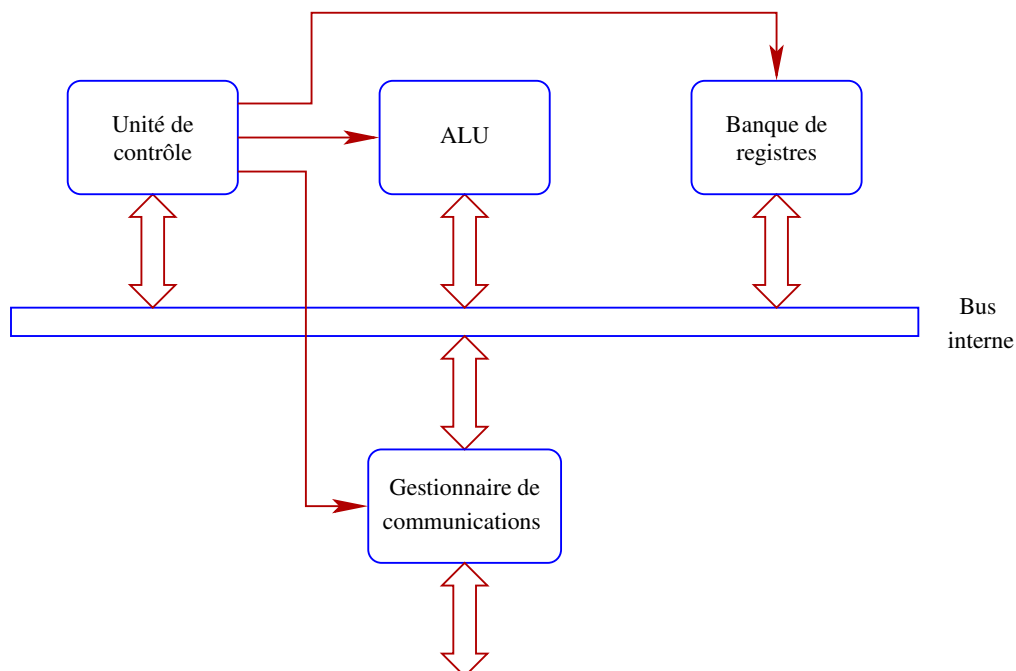 Unité de
contrôle
ALU
Banque de
registres
Bus
interne
Gestionnaire de
communications